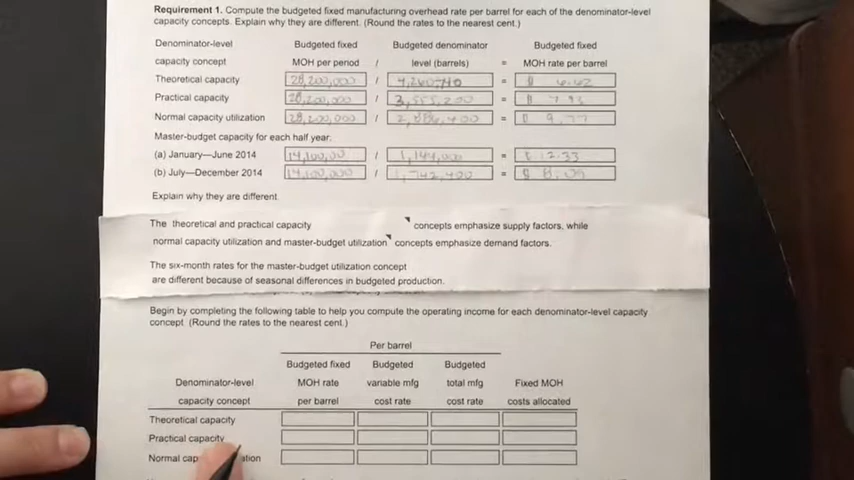 Requirement 1. Compute the budgeted fixed manufacturing overhead rate per barrel for each of the denominator-level
capacity concepts. Explain why they are different. (Round the rates to the nearest cent.)
Denominator-level Budgeted fixed Budgeted denominator Budgeted fixed
capacity concept MOH per period / level (barrels) = MOH rate per barrel
Theoretical capacity 28,200,000 / = $ 6.62
Practical capacity 28,200,000 / 3,555,200 = $ 7.93
Normal capacity utilization 28,200,000 / 2,886,400 = $ 9.77
Master-budget capacity for each half year:
(a) January—June 2014 / 1,144,000 = $ 12.33
(b) July—December 2014 14,100,000 / 1,742,400 = $ 8.09
Explain why they are different.
The theoretical and practical capacity concepts emphasize supply factors, while
normal capacity utilization and master-budget utilization concepts emphasize demand factors.
The six-month rates for the master-budget utilization concept
are different because of seasonal differences in budgeted production.
Begin by completing the following table to help you compute the operating income for each denominator-level capacity
concept. (Round the rates to the nearest cent.)
Per barrel
Budgeted fixed Budgeted Budgeted
Denominator-level MOH rate variable mfg total mfg Fixed MOH
capacity concept per barrel cost rate cost rate costs allocated
Theoretical capacity
Practical capacity
Normal